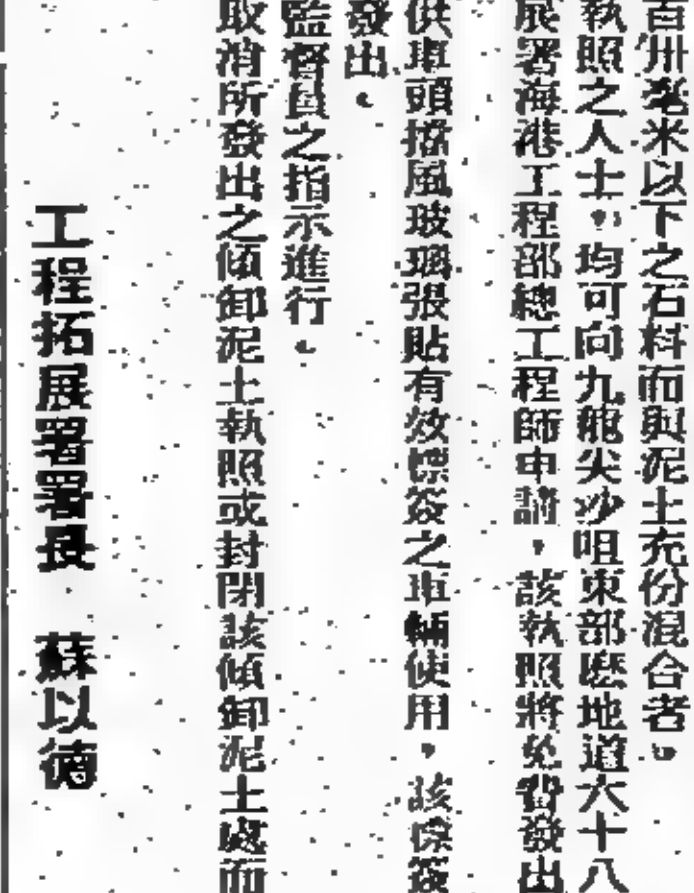 百卅毫米以下之石料而與泥土充份混合者。
執照之人士，均可向九龍尖沙咀東部麽地道六十八
展署海港工程部總工程師申請，該執照將免費發出
供車頭擋風玻璃張貼有效標簽之車輛使用，該標簽
發出。
監督員之指示進行。
取消所發出之傾卸泥土執照或封閉該傾卸泥土處而
工程拓展署署長　蘇以德